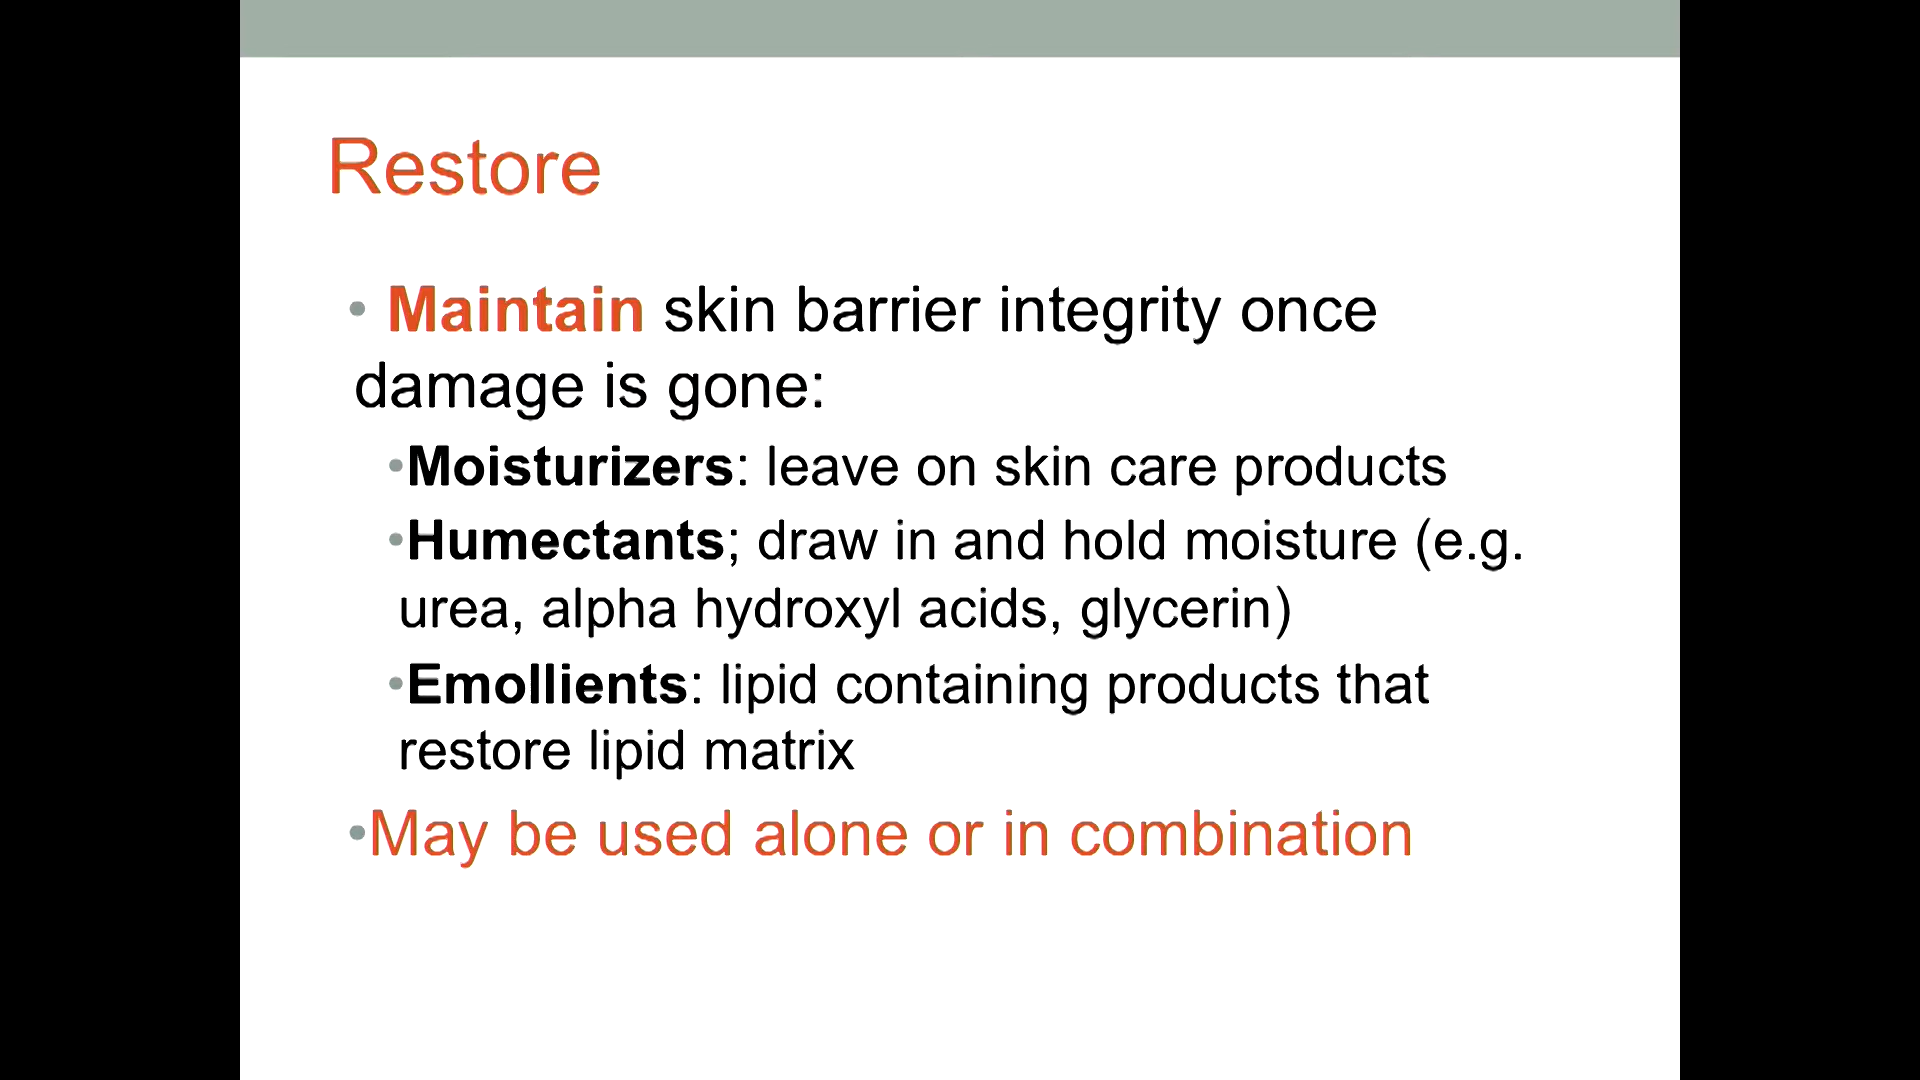 Restore
• Maintain skin barrier integrity once
damage is gone:
•Moisturizers: leave on skin care products
•Humectants; draw in and hold moisture (e.g.
urea, alpha hydroxyl acids, glycerin)
•Emollients: lipid containing products that
restore lipid matrix
•May be used alone or in combination